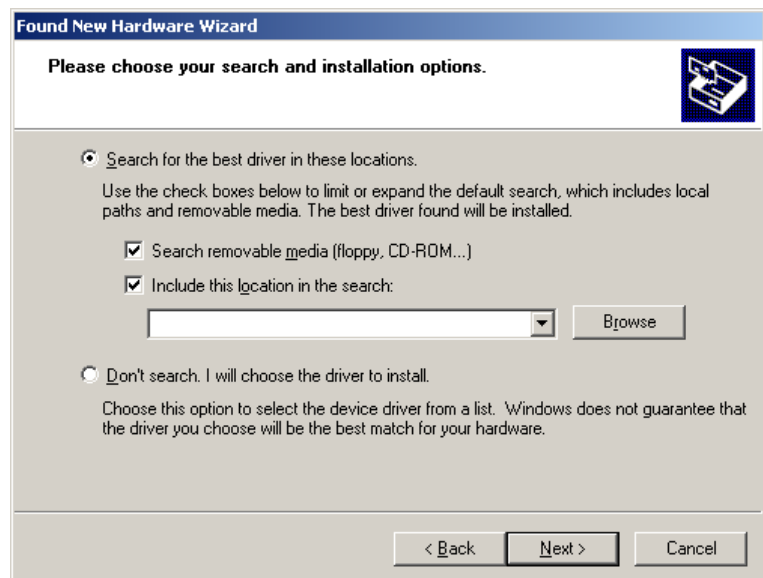 Found New Hardware Wizard
Please choose your search and installation options.
Search for the best driver in these locations.
Use the check boxes below to limit or expand the default search, which includes local
paths and removable media. The best driver found will be installed.
Search removable media (floppy, CD-ROM...)
Include this location in the search:
Browse
Don't search. I will choose the driver to install.
Choose this option to select the device driver from a list. Windows does not guarantee that
the driver you choose will be the best match for your hardware.
< Back Next > Cancel